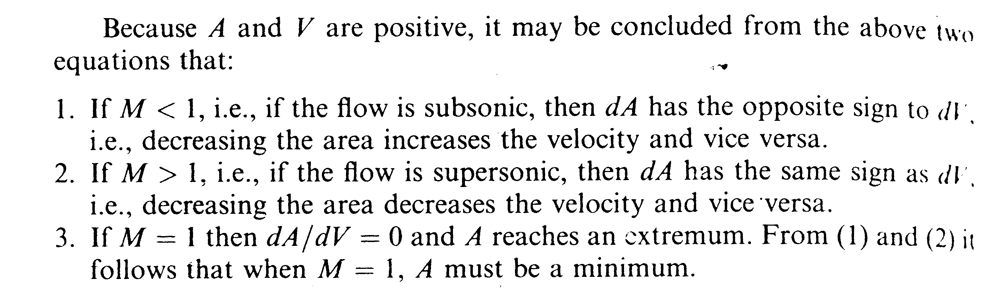 Because A and V are positive, it may be concluded from the above two
equations that:
1. If M < 1, i.e., if the flow is subsonic, then dA has the opposite sign to dV,
i.e., decreasing the area increases the velocity and vice versa.
2. If M > 1, i.e., if the flow is supersonic, then dA has the same sign as dV,
i.e., decreasing the area decreases the velocity and vice versa.
3. If M = 1 then dA/dV = 0 and A reaches an extremum. From (1) and (2) it
follows that when M = 1, A must be a minimum.